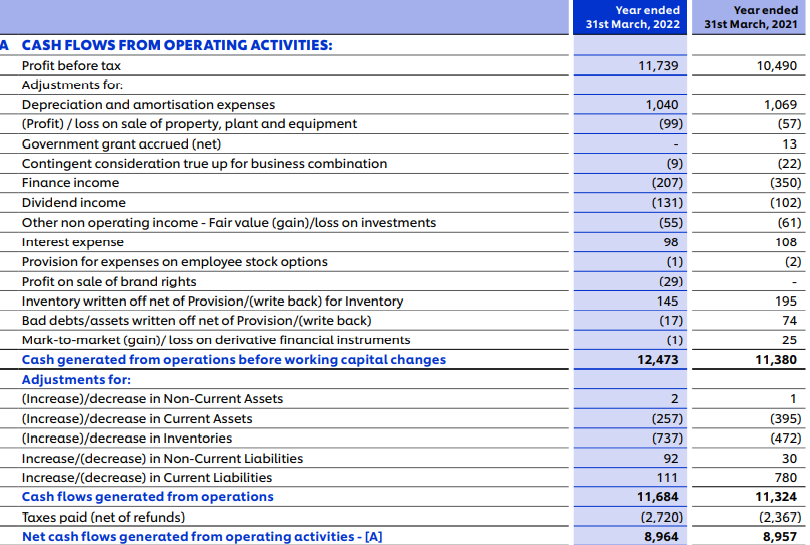 Year ended 31st March, 2022 Year ended 31st March, 2021
A CASH FLOWS FROM OPERATING ACTIVITIES:
Profit before tax 11,739 10,490
Adjustments for:
Depreciation and amortisation expenses 1,040 1,069
(Profit) / loss on sale of property, plant and equipment (99) (57)
Government grant accrued (net) - 13
Contingent consideration true up for business combination (9) (22)
Finance income (207) (350)
Dividend income (131) (102)
Other non operating income - Fair value (gain)/loss on investments (55) (61)
Interest expense 98 108
Provision for expenses on employee stock options (1) (2)
Profit on sale of brand rights (29) -
Inventory written off net of Provision/(write back) for Inventory 145 195
Bad debts/assets written off net of Provision/(write back) (17) 74
Mark-to-market (gain)/ loss on derivative financial instruments (1) 25
Cash generated from operations before working capital changes 12,473 11,380
Adjustments for:
(Increase)/decrease in Non-Current Assets 2 1
(Increase)/decrease in Current Assets (257) (395)
(Increase)/decrease in Inventories (737) (472)
Increase/(decrease) in Non-Current Liabilities 92 30
Increase/(decrease) in Current Liabilities 111 780
Cash flows generated from operations 11,684 11,324
Taxes paid (net of refunds) (2,720) (2,367)
Net cash flows generated from operating activities - [A] 8,964 8,957